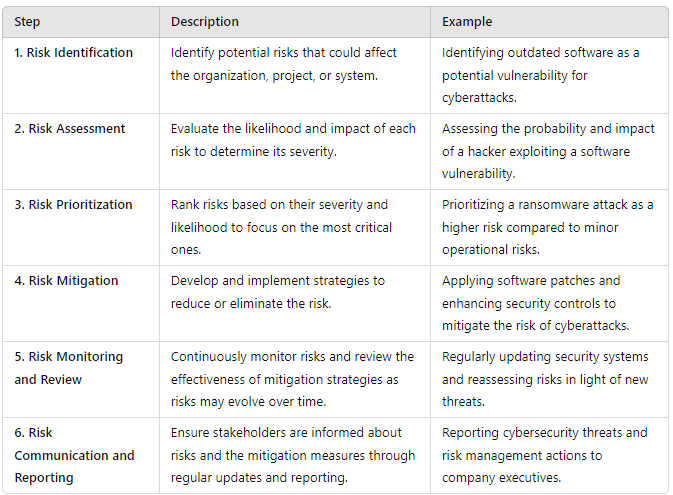 Step Description Example
1. Risk Identification
Identify potential risks that could affect
the organization, project, or system.
Identifying outdated software as a
potential vulnerability for
cyberattacks.
2. Risk Assessment
Evaluate the likelihood and impact of each
risk to determine its severity.
Assessing the probability and impact
of a hacker exploiting a software
vulnerability.
3. Risk Prioritization
Rank risks based on their severity and
likelihood to focus on the most critical
ones.
Prioritizing a ransomware attack as a
higher risk compared to minor
operational risks.
4. Risk Mitigation
Develop and implement strategies to
reduce or eliminate the risk.
Applying software patches and
enhancing security controls to
mitigate the risk of cyberattacks.
5. Risk Monitoring
and Review
Continuously monitor risks and review the
effectiveness of mitigation strategies as
risks may evolve over time.
Regularly updating security systems
and reassessing risks in light of new
threats.
6. Risk
Communication and
Reporting
Ensure stakeholders are informed about
risks and the mitigation measures through
regular updates and reporting.
Reporting cybersecurity threats and
risk management actions to
company executives.